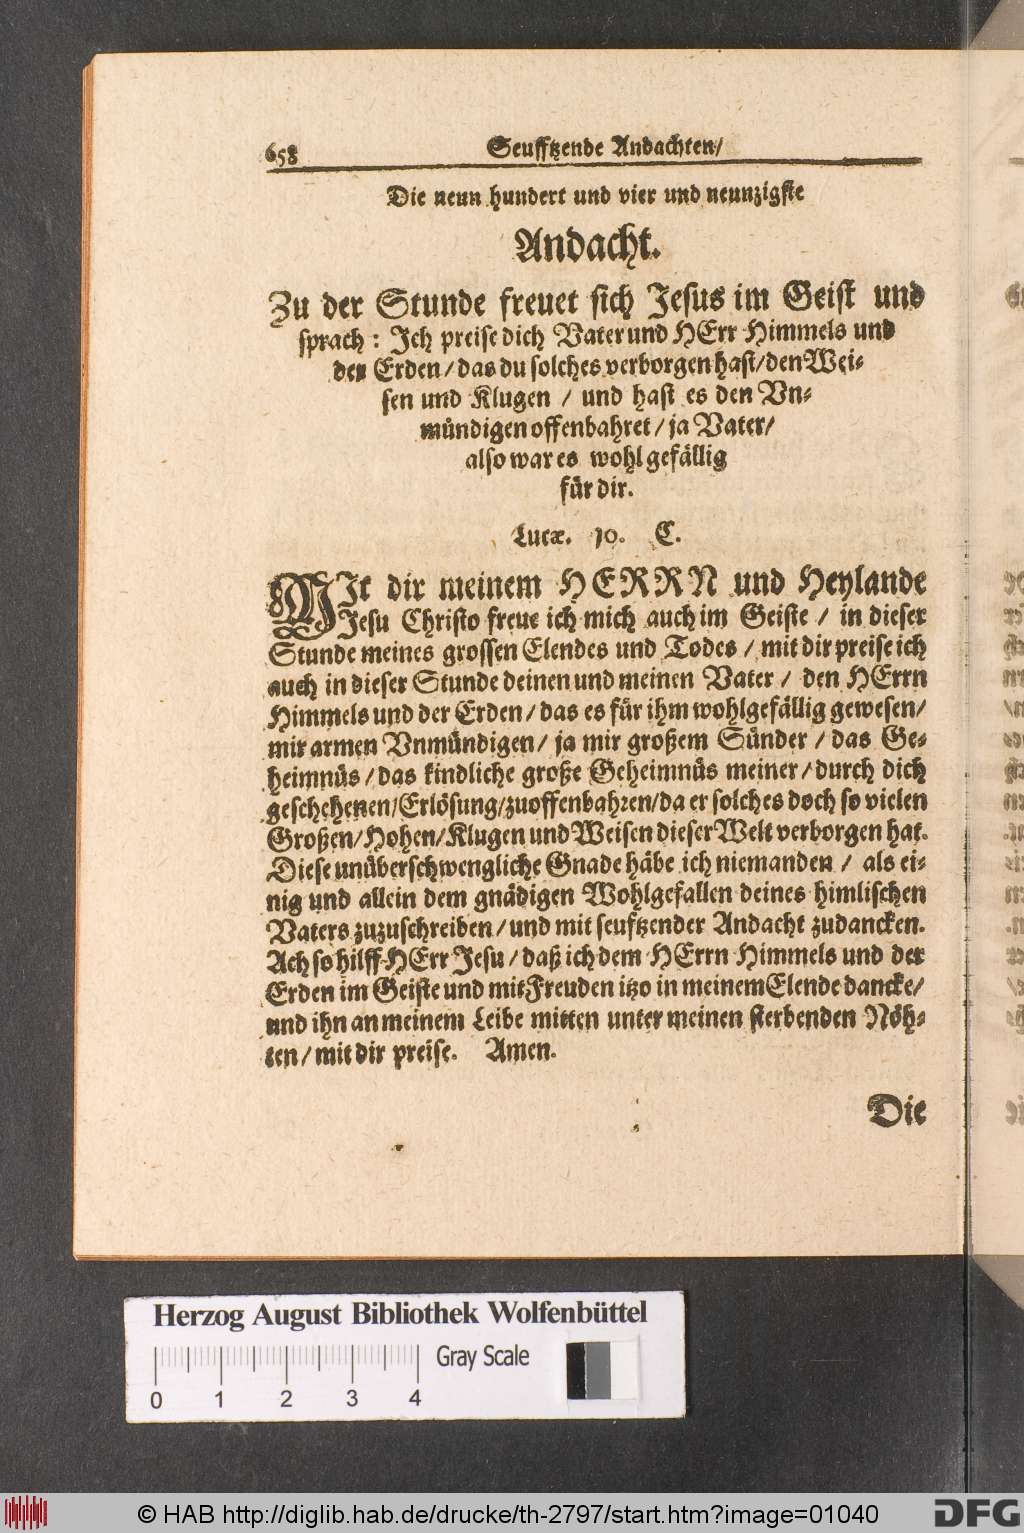 658 Seufftzende Andachten/
Die neun hundert und vier und neunzigste
Andacht.
Zu der Stunde freuet sich Jesus im Geist und
sprach : Ich preise dich Vater und HErr Himmels und
der Erden / das du solches verborgen hast / den Wei-
sen und Klugen / und hast es den Vn-
mündigen offenbahret / ja Vater /
also war es wohl gefällig
für dir.
Lucæ. 10. C.
MIt dir meinem HERRN und Heylande
Jesu Christo freue ich mich auch im Geiste / in dieser
Stunde meines grossen Elendes und Todes / mit dir preise ich
auch in dieser Stunde deinen und meinen Vater / den HErrn
Himmels und der Erden / das es für ihm wohlgefällig gewesen /
mir armen Vnmündigen / ja mir großem Sünder / das Ge-
heimnüs / das kindliche große Geheimnüs meiner / durch dich
geschehenen / Erlösung / zuoffenbahren / da er solches doch so vielen
Großen / Hohen / Klugen und Weisen dieser Welt verborgen hat.
Diese unüberschwengliche Gnade häbe ich niemanden / als ei-
nig und allein dem gnädigen Wohlgefallen deines himlischen
Vaters zuzuschreiben / und mit seuftzender Andacht zudancken.
Ach so hilff HErr Jesu / daß ich dem HErrn Himmels und der
Erden im Geiste und mit Freuden itzo in meinem Elende dancke /
und ihn an meinem Leibe mitten unter meinen sterbenden Nöh-
ten / mit dir preise. Amen.
Die
Herzog August Bibliothek Wolfenbüttel
Gray Scale
0 1 2 3 4
© HAB http://diglib.hab.de/drucke/th-2797/start.htm?image=01040
DFG